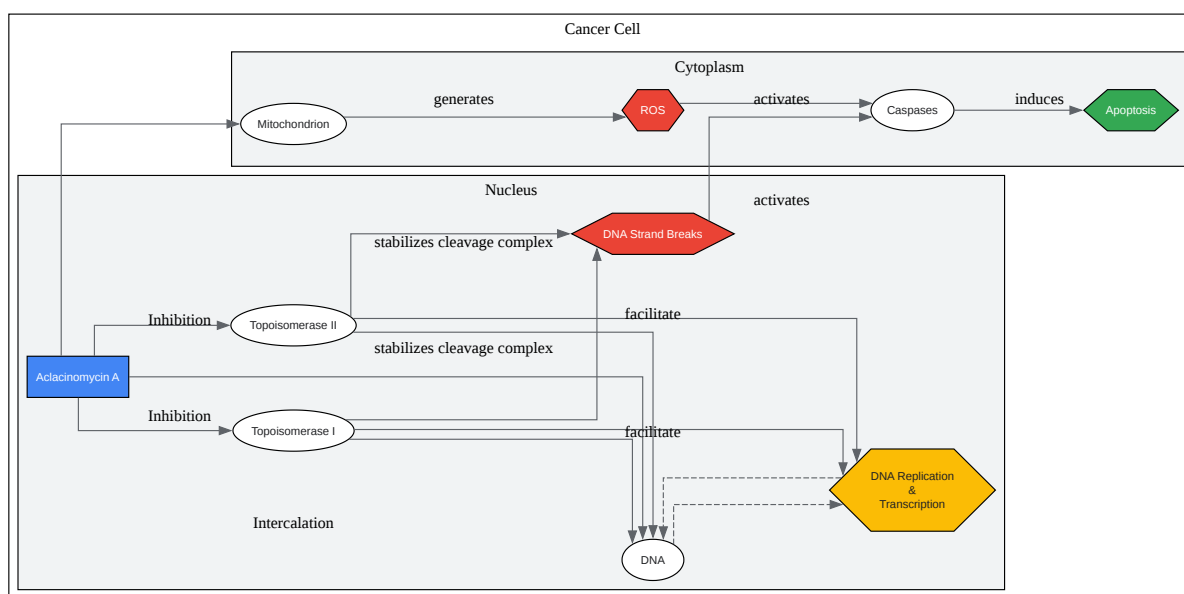 Cancer Cell
Cytoplasm
generates
activates
induces
Mitochondrion
ROS
Caspases
Apoptosis
Nucleus
activates
stabilizes cleavage complex
DNA Strand Breaks
Inhibition
Topoisomerase II
facilitate
stabilizes cleavage complex
Aclacinomycin A
Inhibition
Topoisomerase I
facilitate
DNA Replication
&
Transcription
Intercalation
DNA